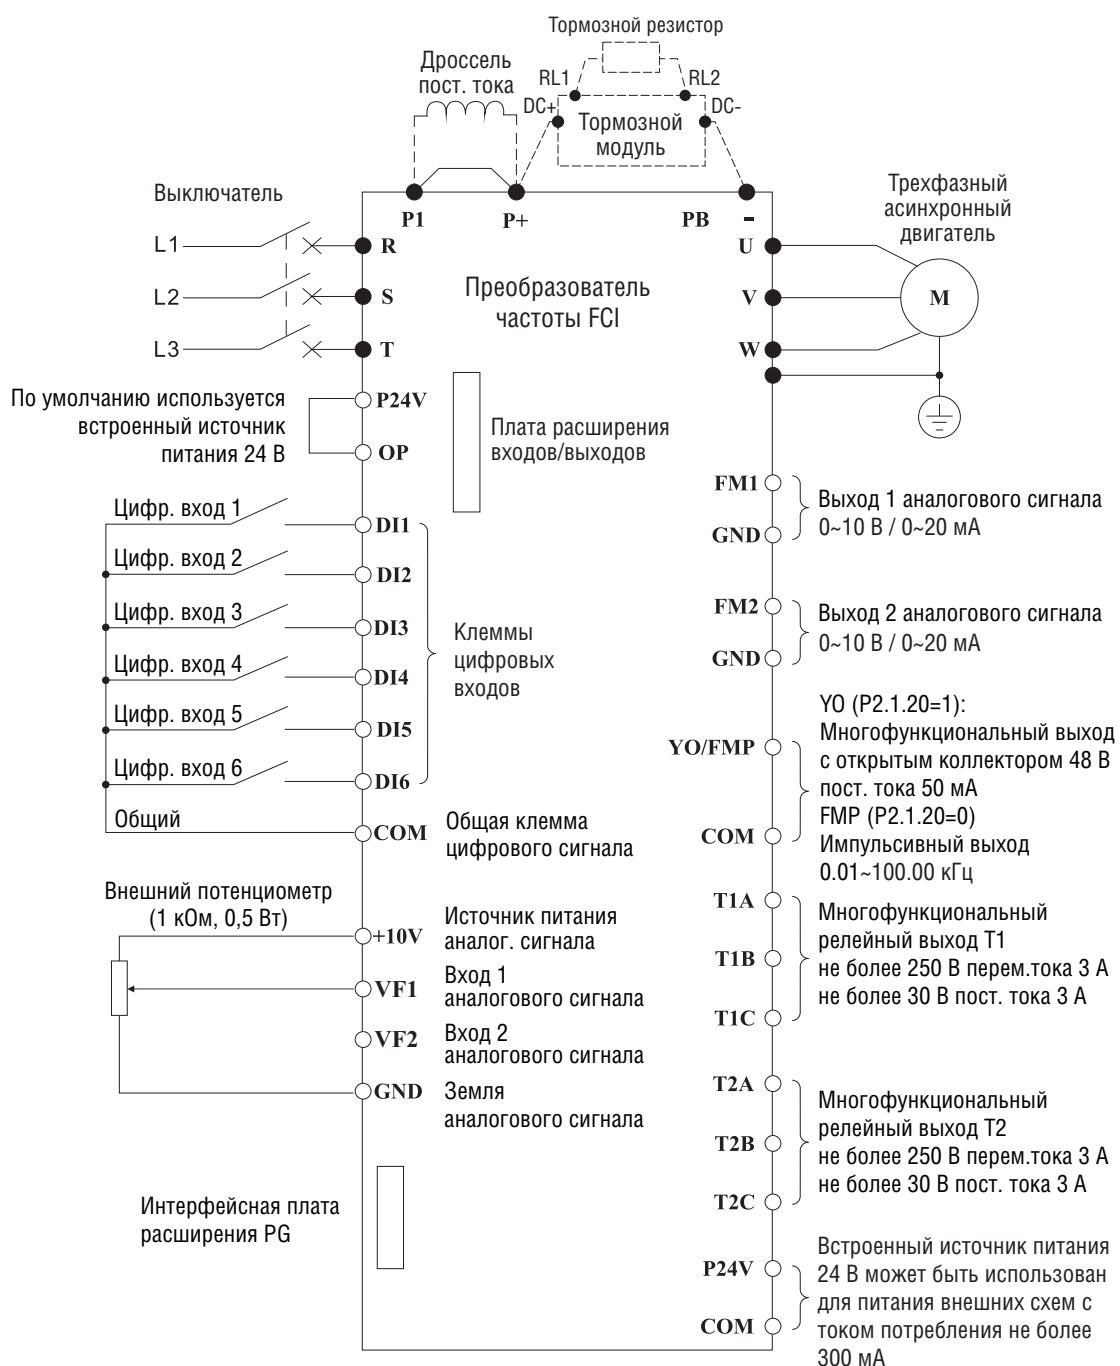 Тормозной резистор
Дроссель
пост. тока
RL1
RL2
DC+
DC-
Тормозной
модуль
Выключатель
P1
P+
PB
-
Трехфазный
асинхронный
двигатель
L1
R
U
L2
S
V
M
L3
T
W
Преобразователь
частоты FCI
По умолчанию используется
встроенный источник
питания 24 В
P24V
OP
Плата расширения
входов/выходов
FM1
GND
Выход 1 аналогового сигнала
0~10 В / 0~20 мА
Цифр. вход 1
DI1
Цифр. вход 2
DI2
Цифр. вход 3
DI3
Цифр. вход 4
DI4
Цифр. вход 5
DI5
Цифр. вход 6
DI6
Клеммы
цифровых
входов
FM2
GND
Выход 2 аналогового сигнала
0~10 В / 0~20 мА
YO/FMP
COM
YO (P2.1.20=1):
Многофункциональный выход
с открытым коллектором 48 В
пост. тока 50 мА
FMP (P2.1.20=0)
Импульсивный выход
0.01~100.00 кГц
Общий
COM
Общая клемма
цифрового сигнала
Внешний потенциометр
(1 кОм, 0,5 Вт)
+10V
Источник питания
аналог. сигнала
VF1
Вход 1
аналогового сигнала
VF2
Вход 2
аналогового сигнала
GND
Земля
аналогового сигнала
T1A
T1B
T1C
Многофункциональный
релейный выход T1
не более 250 В перем.тока 3 А
не более 30 В пост. тока 3 А
T2A
T2B
T2C
Многофункциональный
релейный выход T2
не более 250 В перем.тока 3 А
не более 30 В пост. тока 3 А
Интерфейсная плата
расширения PG
P24V
COM
Встроенный источник питания
24 В может быть использован
для питания внешних схем с
током потребления не более
300 мА